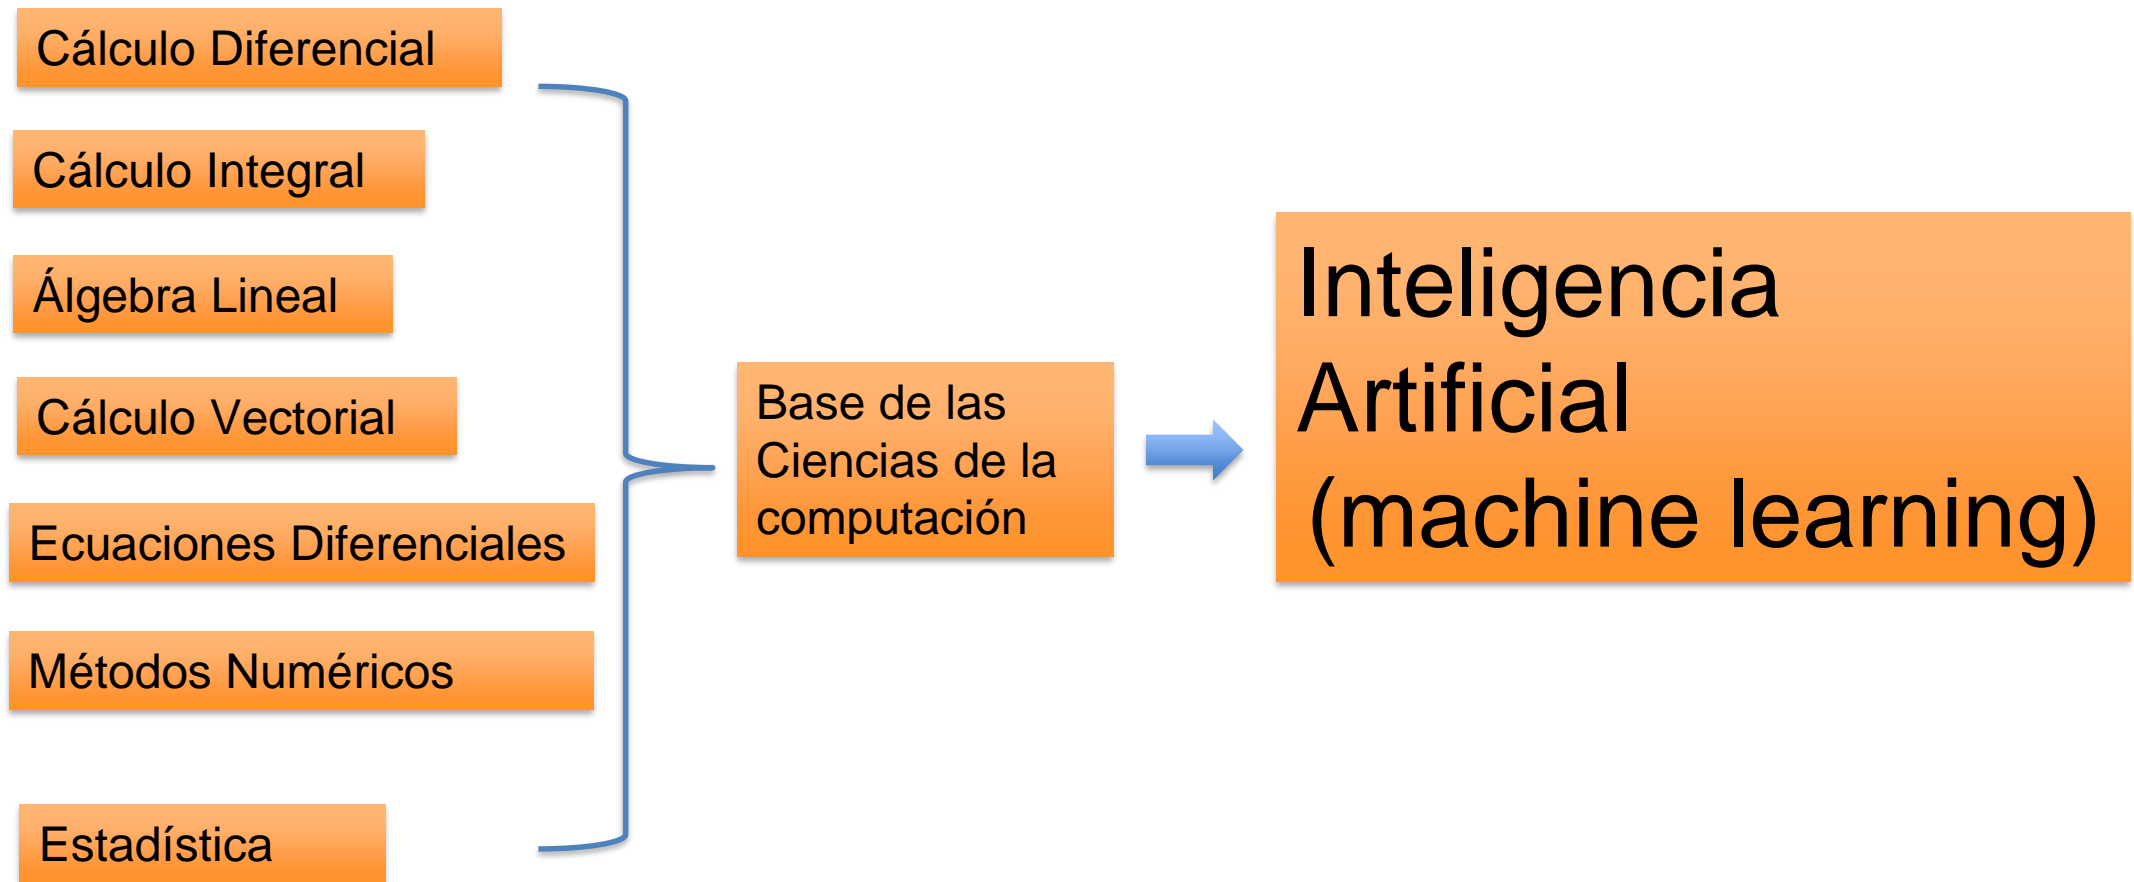 Cálculo Diferencial
Cálculo Integral
Álgebra Lineal
Cálculo Vectorial
Ecuaciones Diferenciales
Métodos Numéricos
Estadística
Base de las
Ciencias de la
computación
Inteligencia
Artificial
(machine learning)